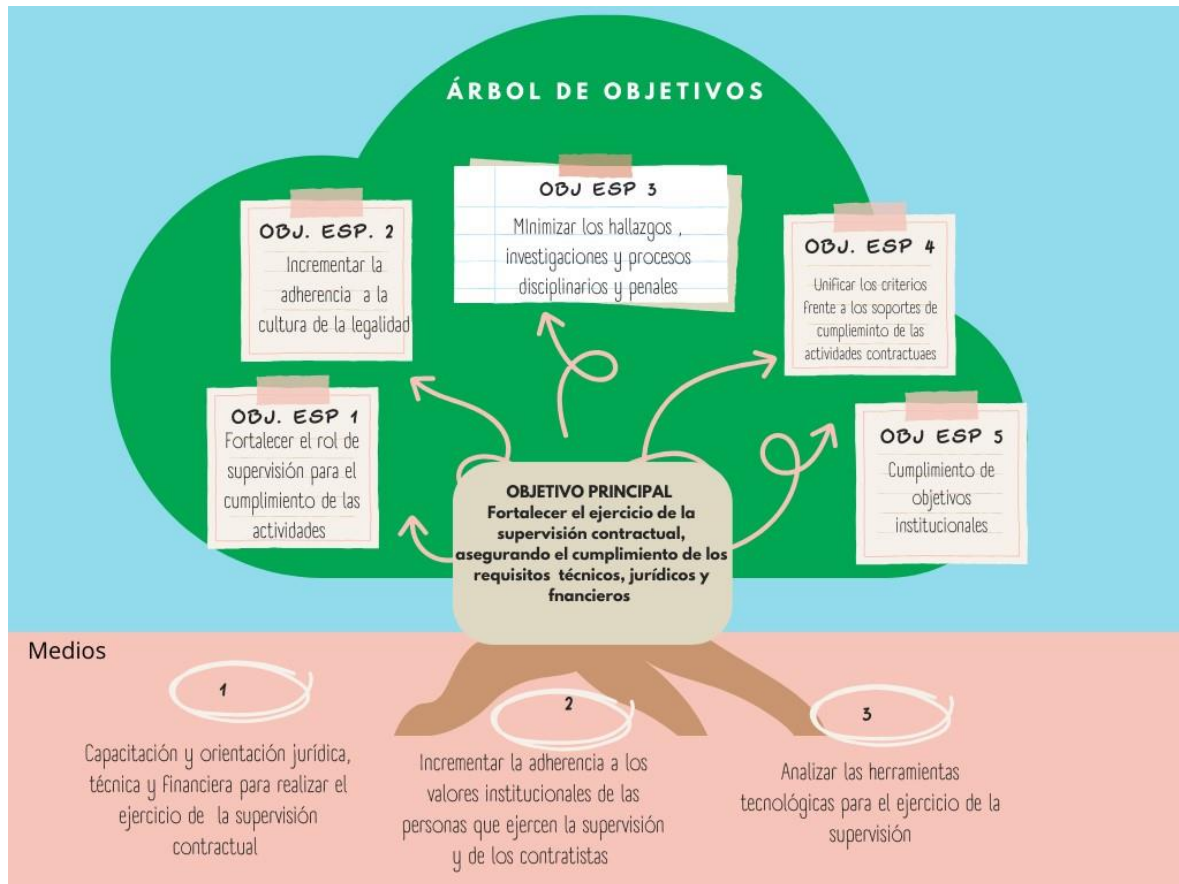 ÁRBOL DE OBJETIVOS
OBJ ESP 3
MInimizar los hallazgos ,
investigaciones y procesos
disciplinarios y penales
OBJ. ESP. 2
Incrementar la
adherencia a la
cultura de la legalidad
OBJ. ESP 4
Unificar los criterios
frente a los soportes de
cumplieminto de las
actividades contractuaes
OBJ. ESP 1
Fortalecer el rol de
supervisión para el
cumplimiento de las
actividades
OBJ ESP 5
Cumplimiento de
objetivos
institucionales
OBJETIVO PRINCIPAL
Fortalecer el ejercicio de la
supervisión contractual,
asegurando el cumplimiento de los
requisitos técnicos, jurídicos y
fnancieros
Medios
1
Capacitación y orientación jurídica,
técnica y financiera para realizar el
ejercicio de la supervisión
contractual
2
Incrementar la adherencia a los
valores institucionales de las
personas que ejercen la supervisión
y de los contratistas
3
Analizar las herramientas
tecnológicas para el ejercicio de la
supervisión